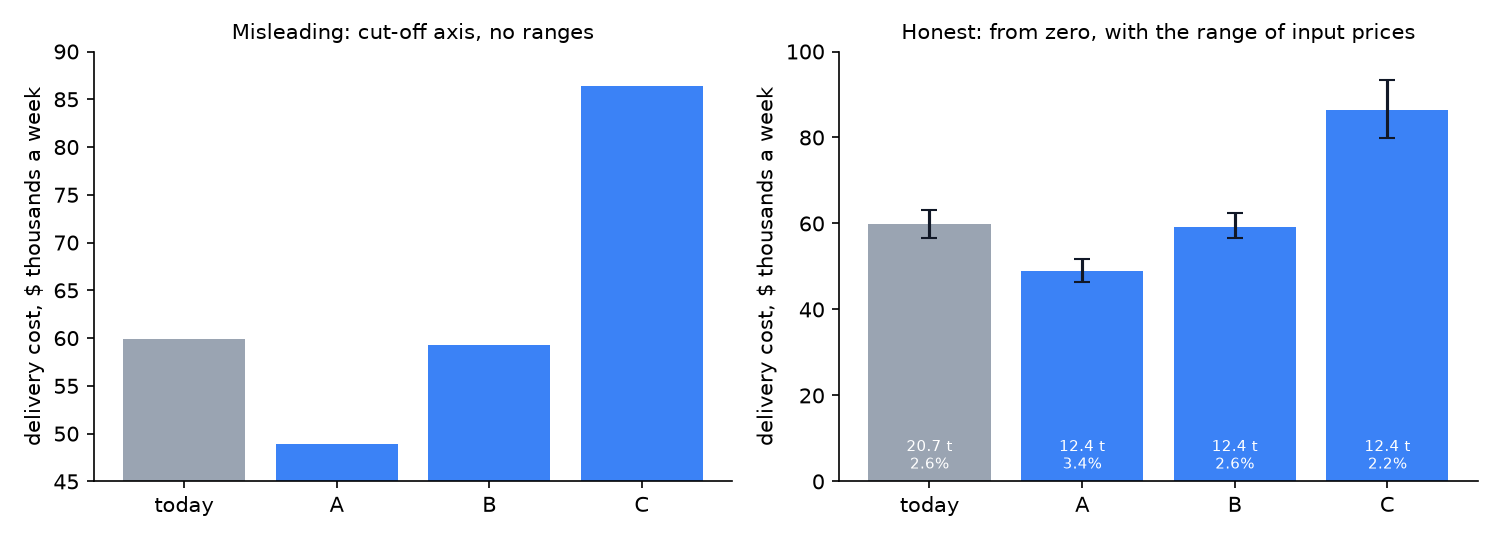 Misleading: cut-off axis, no ranges
delivery cost, $ thousands a week
90
85
80
75
70
65
60
55
50
45
today
A
B
C
Honest: from zero, with the range of input prices
delivery cost, $ thousands a week
100
80
60
40
20
0
20.7 t
2.6%
12.4 t
3.4%
12.4 t
2.6%
12.4 t
2.2%
today
A
B
C